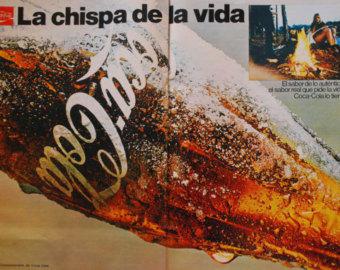 La chispa de la vida
El sabor de lo auténtico
el sabor real que pide la vida
Coca-Cola lo tiene
Coca-Cola